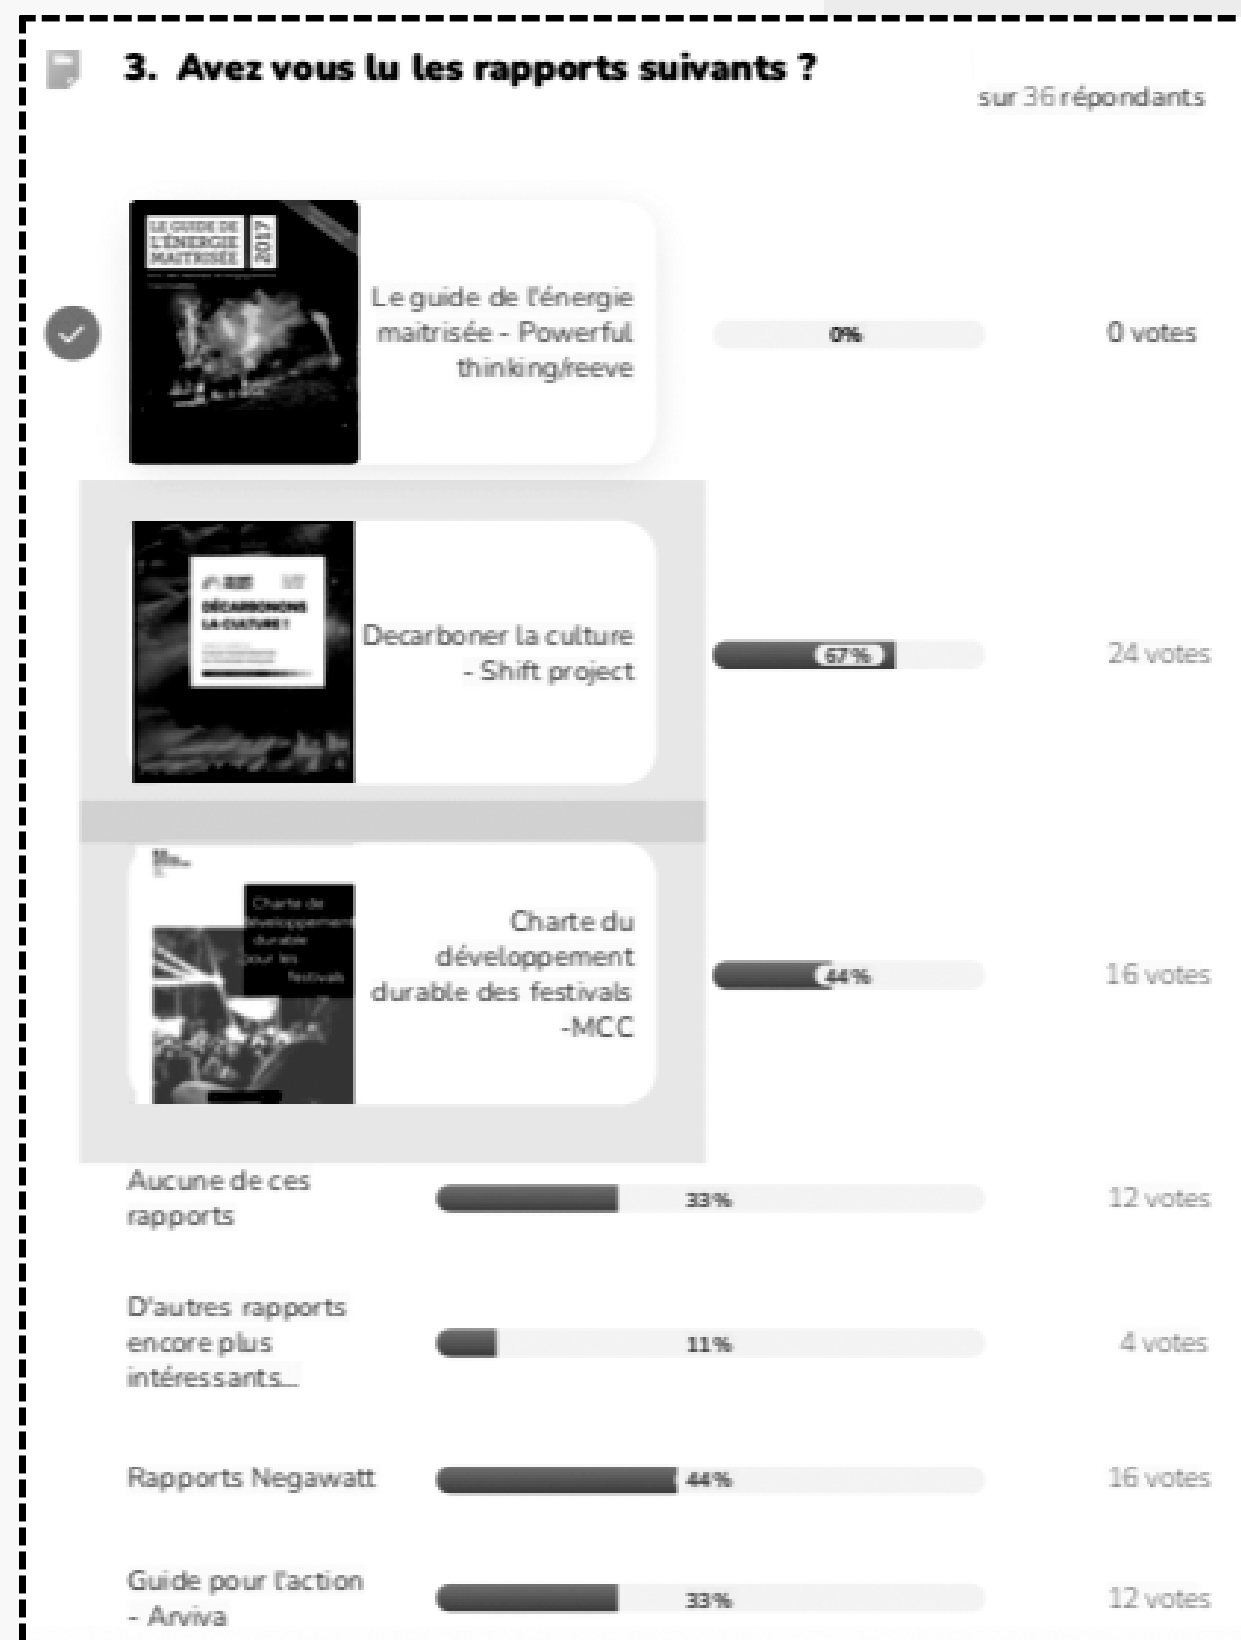 3. Avez vous lu les rapports suivants ?
sur 36 répondants
LE GUIDE DE
L'ÉNERGIE
MAITRISÉE
2017
Le guide de l'énergie
maitrisée - Powerful
thinking/reeve
0%
0 votes
DÉCARBONONS
LA CULTURE !
Decarboner la culture
- Shift project
67%
24 votes
Charte de
développement
durable
pour les
festivals
Charte du
développement
durable des festivals
-MCC
44%
16 votes
Aucune de ces
rapports
33%
12 votes
D'autres rapports
encore plus
intéressants...
11%
4 votes
Rapports Negawatt
44%
16 votes
Guide pour l'action
- Arviva
33%
12 votes